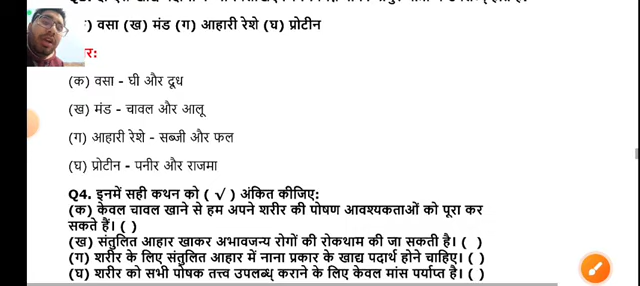 ) वसा (ख) मंड (ग) आहारी रेशे (घ) प्रोटीन
र:
(क) वसा - घी और दूध
(ख) मंड - चावल और आलू
(ग) आहारी रेशे - सब्जी और फल
(घ) प्रोटीन - पनीर और राजमा
Q4. इनमें सही कथन को ( √ ) अंकित कीजिए:
(क) केवल चावल खाने से हम अपने शरीर की पोषण आवश्यकताओं को पूरा कर
सकते हैं। ( )
(ख) संतुलित आहार खाकर अभावजन्य रोगों की रोकथाम की जा सकती है। ( )
(ग) शरीर के लिए संतुलित आहार में नाना प्रकार के खाद्य पदार्थ होने चाहिए। ( )
(घ) शरीर को सभी पोषक तत्त्व उपलब्ध् कराने के लिए केवल मांस पर्याप्त है। ( )